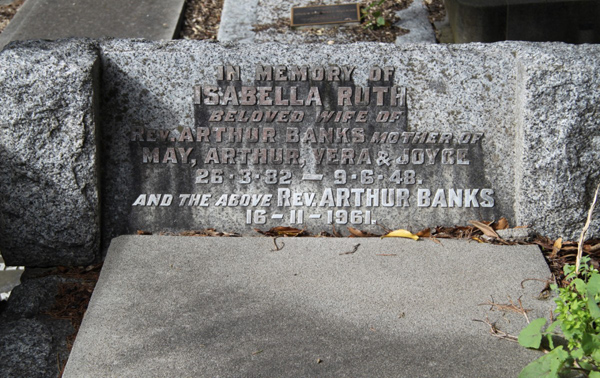 IN MEMORY OF
ISABELLA RUTH
BELOVED WIFE OF
REV. ARTHUR BANKS MOTHER OF
MAY, ARTHUR, VERA & JOYCE
26-3-82 — 9-6-48.
AND THE ABOVE REV. ARTHUR BANKS
16-11-1961.